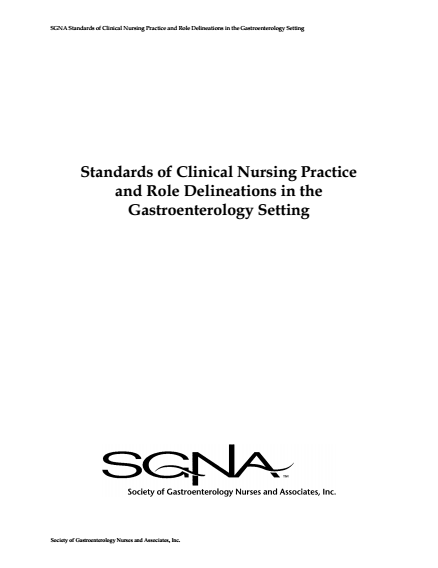 SGNA Standards of Clinical Nursing Practice and Role Delineations in the Gastroenterology Setting
Standards of Clinical Nursing Practice
and Role Delineations in the
Gastroenterology Setting
SGNA™
Society of Gastroenterology Nurses and Associates, Inc.
Society of Gastroenterology Nurses and Associates, Inc.